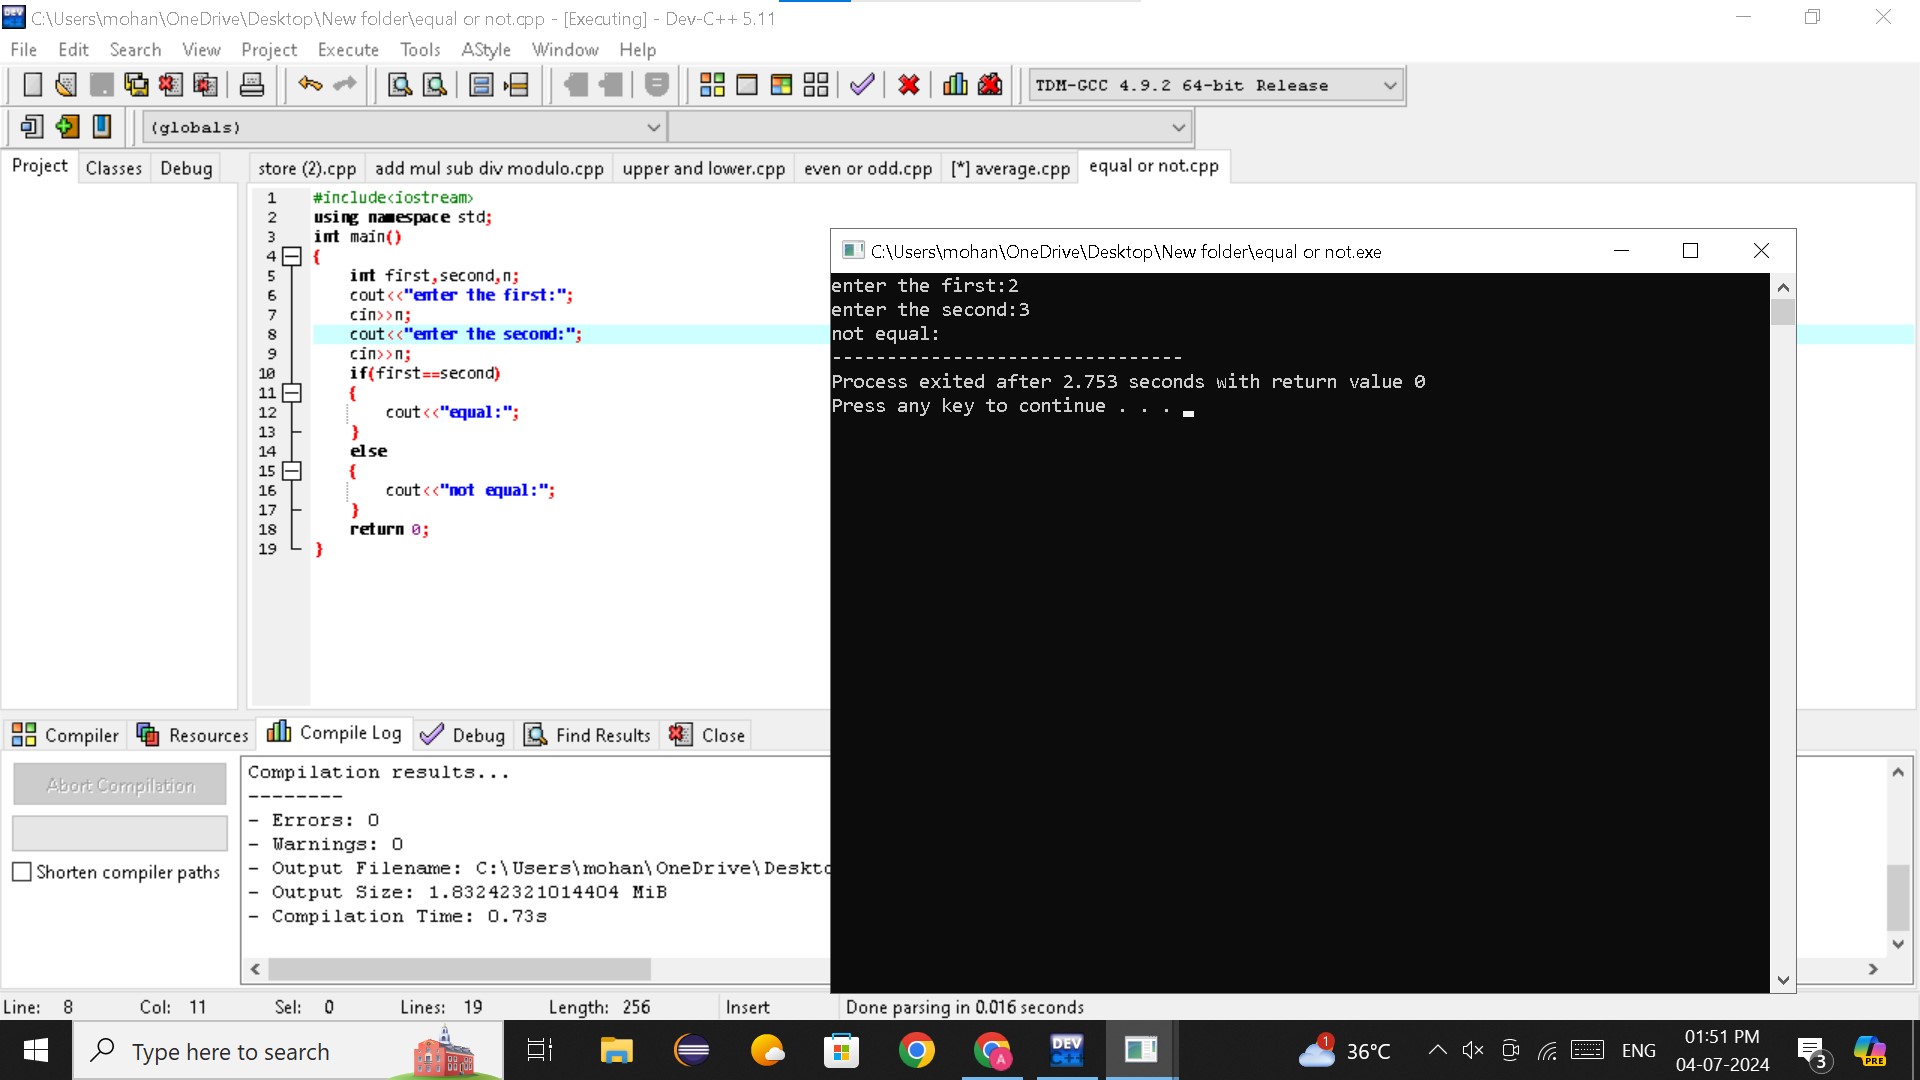 C:\Users\mohan\OneDrive\Desktop\New folder\equal or not.cpp - [Executing] - Dev-C++ 5.11
File Edit Search View Project Execute Tools AStyle Window Help
TDM-GCC 4.9.2 64-bit Release
(globals)
Project Classes Debug
store (2).cpp add mul sub div modulo.cpp upper and lower.cpp even or odd.cpp [*] average.cpp equal or not.cpp
1 #include<iostream>
2 using namespace std;
3 int main()
4 {
5 int first,second,n;
6 cout<<"enter the first:";
7 cin>>n;
8 cout<<"enter the second:";
9 cin>>n;
10 if(first==second)
11 {
12 cout<<"equal:";
13 }
14 else
15 {
16 cout<<"not equal:";
17 }
18 return 0;
19 }
C:\Users\mohan\OneDrive\Desktop\New folder\equal or not.exe
enter the first:2
enter the second:3
not equal:
--------------------------------
Process exited after 2.753 seconds with return value 0
Press any key to continue . . .
Compiler Resources Compile Log Debug Find Results Close
Abort Compilation
Shorten compiler paths
Compilation results...
--------
- Errors: 0
- Warnings: 0
- Output Filename: C:\Users\mohan\OneDrive\Deskto
- Output Size: 1.83242321014404 MiB
- Compilation Time: 0.73s
Line: 8 Col: 11 Sel: 0 Lines: 19 Length: 256 Insert Done parsing in 0.016 seconds
Type here to search
DEV C++
A
1
36°C
ENG
01:51 PM
04-07-2024
3
PRE